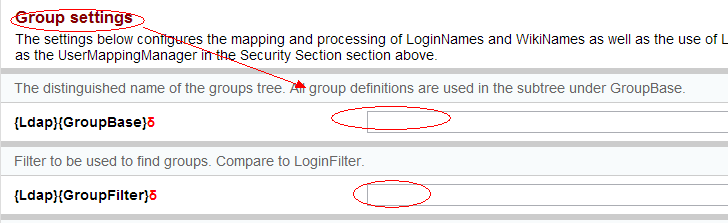 Group settings
The settings below configures the mapping and processing of LoginNames and WikiNames as well as the use of L
as the UserMappingManager in the Security Section section above.
The distinguished name of the groups tree. All group definitions are used in the subtree under GroupBase.
{Ldap}{GroupBase}δ
Filter to be used to find groups. Compare to LoginFilter.
{Ldap}{GroupFilter}δ